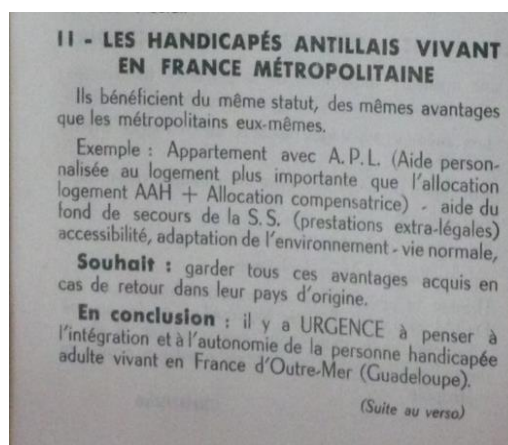 II - LES HANDICAPÉS ANTILLAIS VIVANT
EN FRANCE MÉTROPOLITAINE
Ils bénéficient du même statut, des mêmes avantages
que les métropolitains eux-mêmes.
Exemple : Appartement avec A.P.L. (Aide person-
nalisée au logement plus importante que l'allocation
logement AAH + Allocation compensatrice) - aide du
fond de secours de la S.S. (prestations extra-légales)
accessibilité, adaptation de l'environnement - vie normale,
Souhait : garder tous ces avantages acquis en
cas de retour dans leur pays d'origine.
En conclusion : il y a URGENCE à penser à
l'intégration et à l'autonomie de la personne handicapée
adulte vivant en France d'Outre-Mer (Guadeloupe).
(Suite au verso)